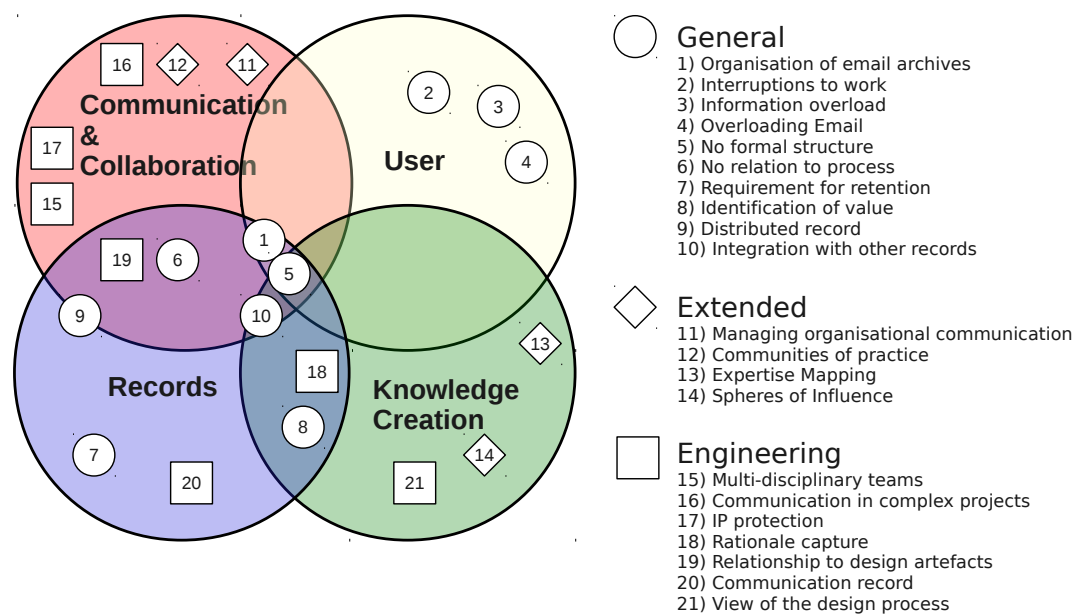 16
12
11
Communication
&
Collaboration
17
15
2
3
4
User
1
19
6
5
9
10
13
18
Records
Knowledge
Creation
8
7
14
20
21
General
1) Organisation of email archives
2) Interruptions to work
3) Information overload
4) Overloading Email
5) No formal structure
6) No relation to process
7) Requirement for retention
8) Identification of value
9) Distributed record
10) Integration with other records
Extended
11) Managing organisational communication
12) Communities of practice
13) Expertise Mapping
14) Spheres of Influence
Engineering
15) Multi-disciplinary teams
16) Communication in complex projects
17) IP protection
18) Rationale capture
19) Relationship to design artefacts
20) Communication record
21) View of the design process